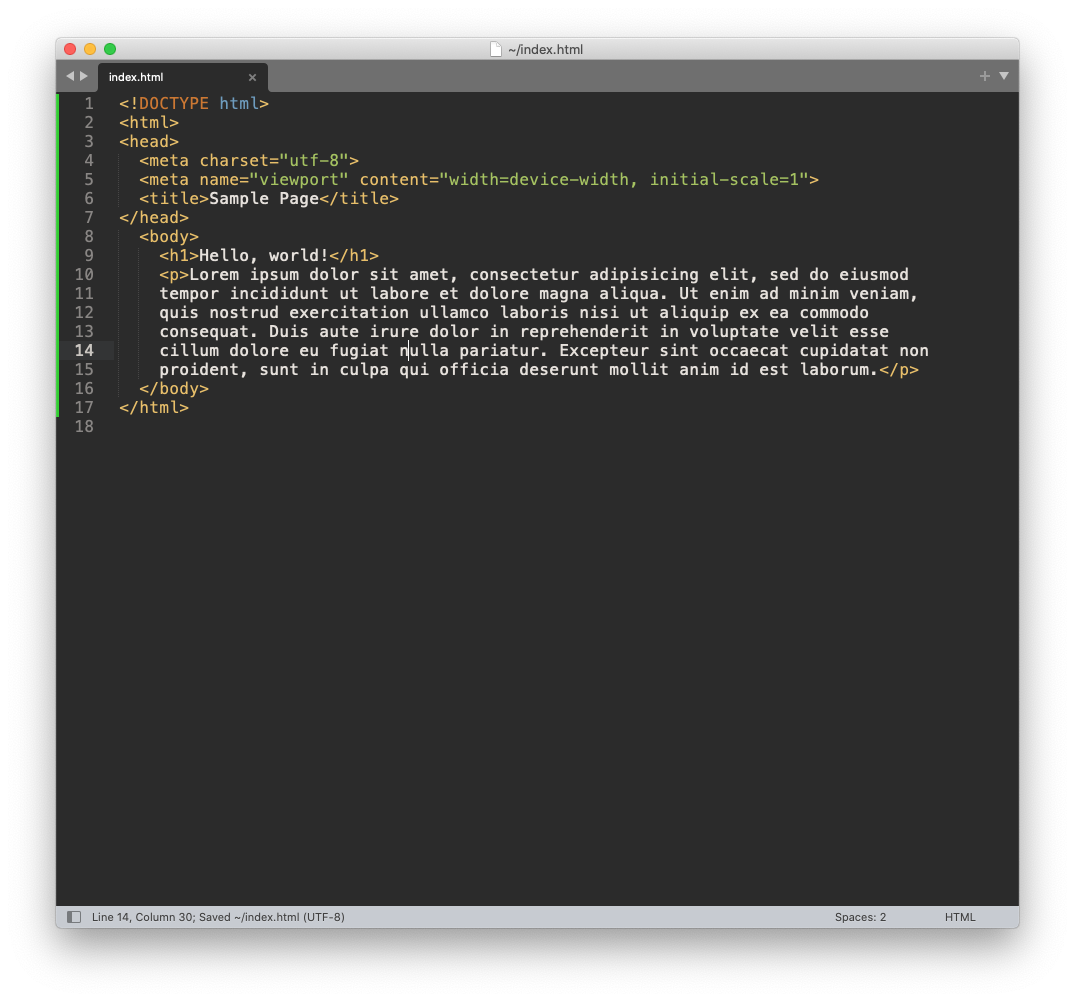 ~/index.html
index.html
1 <!DOCTYPE html>
2 <html>
3 <head>
4   <meta charset="utf-8">
5   <meta name="viewport" content="width=device-width, initial-scale=1">
6   <title>Sample Page</title>
7 </head>
8   <body>
9     <h1>Hello, world!</h1>
10     <p>Lorem ipsum dolor sit amet, consectetur adipisicing elit, sed do eiusmod
11     tempor incididunt ut labore et dolore magna aliqua. Ut enim ad minim veniam,
12     quis nostrud exercitation ullamco laboris nisi ut aliquip ex ea commodo
13     consequat. Duis aute irure dolor in reprehenderit in voluptate velit esse
14     cillum dolore eu fugiat nulla pariatur. Excepteur sint occaecat cupidatat non
15     proident, sunt in culpa qui officia deserunt mollit anim id est laborum.</p>
16   </body>
17 </html>
18
Line 14, Column 30; Saved ~/index.html (UTF-8) Spaces: 2 HTML